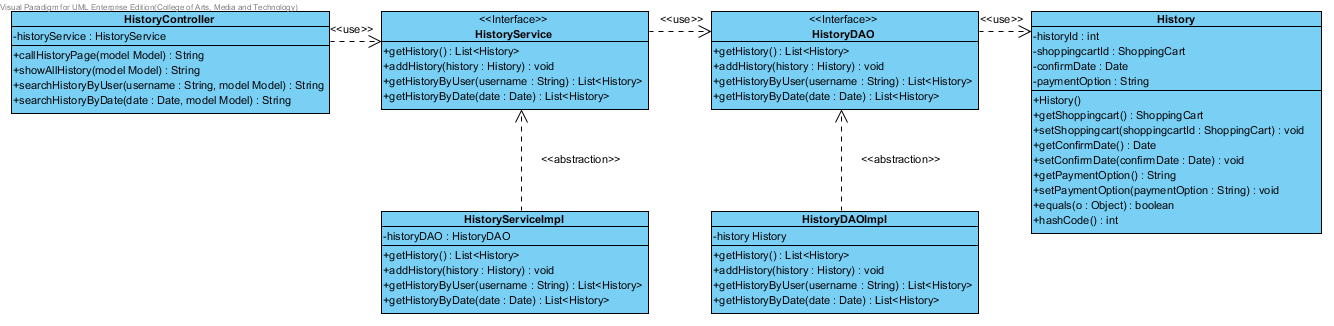 Visual Paradigm for UML Enterprise Edition(College of Arts, Media and Technology)
HistoryController
-historyService : HistoryService
+callHistoryPage(model Model) : String
+showAllHistory(model Model) : String
+searchHistoryByUser(username : String, model Model) : String
+searchHistoryByDate(date : Date, model Model) : String
<<use>>
<<Interface>>
HistoryService
+getHistory() : List<History>
+addHistory(history : History) : void
+getHistoryByUser(username : String) : List<History>
+getHistoryByDate(date : Date) : List<History>
<<use>>
<<Interface>>
HistoryDAO
+getHistory() : List<History>
+addHistory(history : History) : void
+getHistoryByUser(username : String) : List<History>
+getHistoryByDate(date : Date) : List<History>
<<use>>
History
-historyId : int
-shoppingcartId : ShoppingCart
-confirmDate : Date
-paymentOption : String
+History()
+getShoppingcart() : ShoppingCart
+setShoppingcart(shoppingcartId : ShoppingCart) : void
+getConfirmDate() : Date
+setConfirmDate(confirmDate : Date) : void
+getPaymentOption() : String
+setPaymentOption(paymentOption : String) : void
+equals(o : Object) : boolean
+hashCode() : int
<<abstraction>>
<<abstraction>>
HistoryServiceImpl
-historyDAO : HistoryDAO
+getHistory() : List<History>
+addHistory(history : History) : void
+getHistoryByUser(username : String) : List<History>
+getHistoryByDate(date : Date) : List<History>
HistoryDAOImpl
-history History
+getHistory() : List<History>
+addHistory(history : History) : void
+getHistoryByUser(username : String) : List<History>
+getHistoryByDate(date : Date) : List<History>